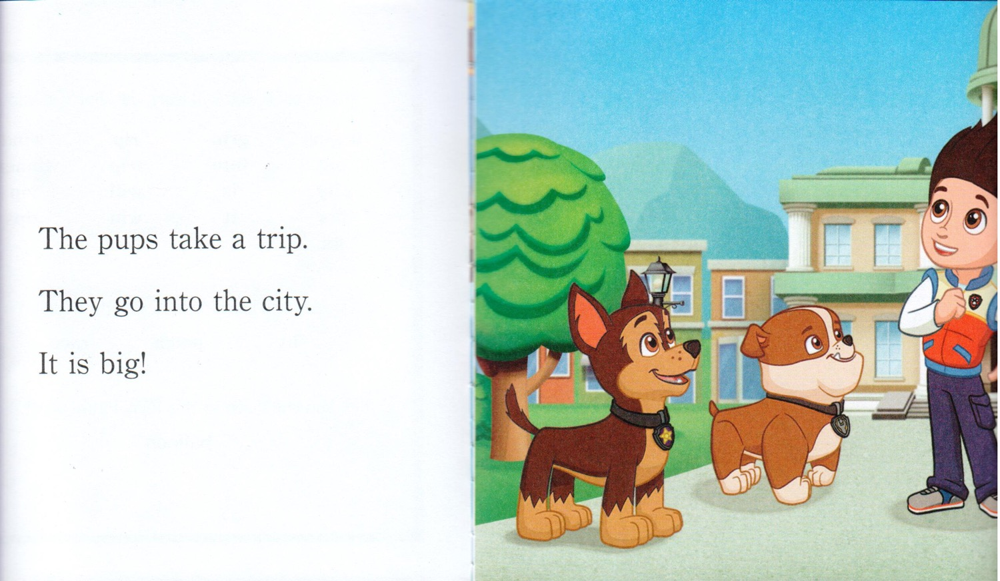 The pups take a trip.
They go into the city.
It is big!